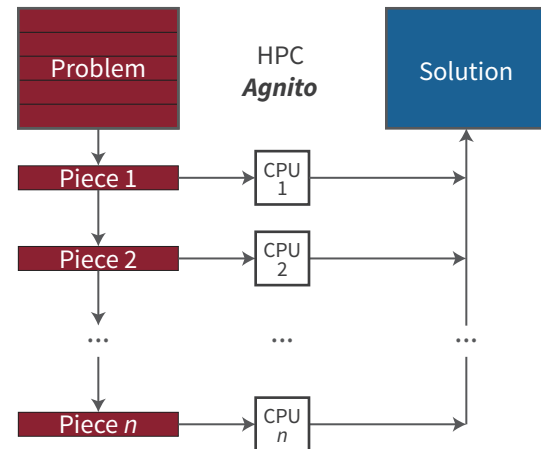 Problem
HPC
Agnito
Solution
Piece 1
CPU
1
Piece 2
CPU
2
...
...
...
Piece n
CPU
n